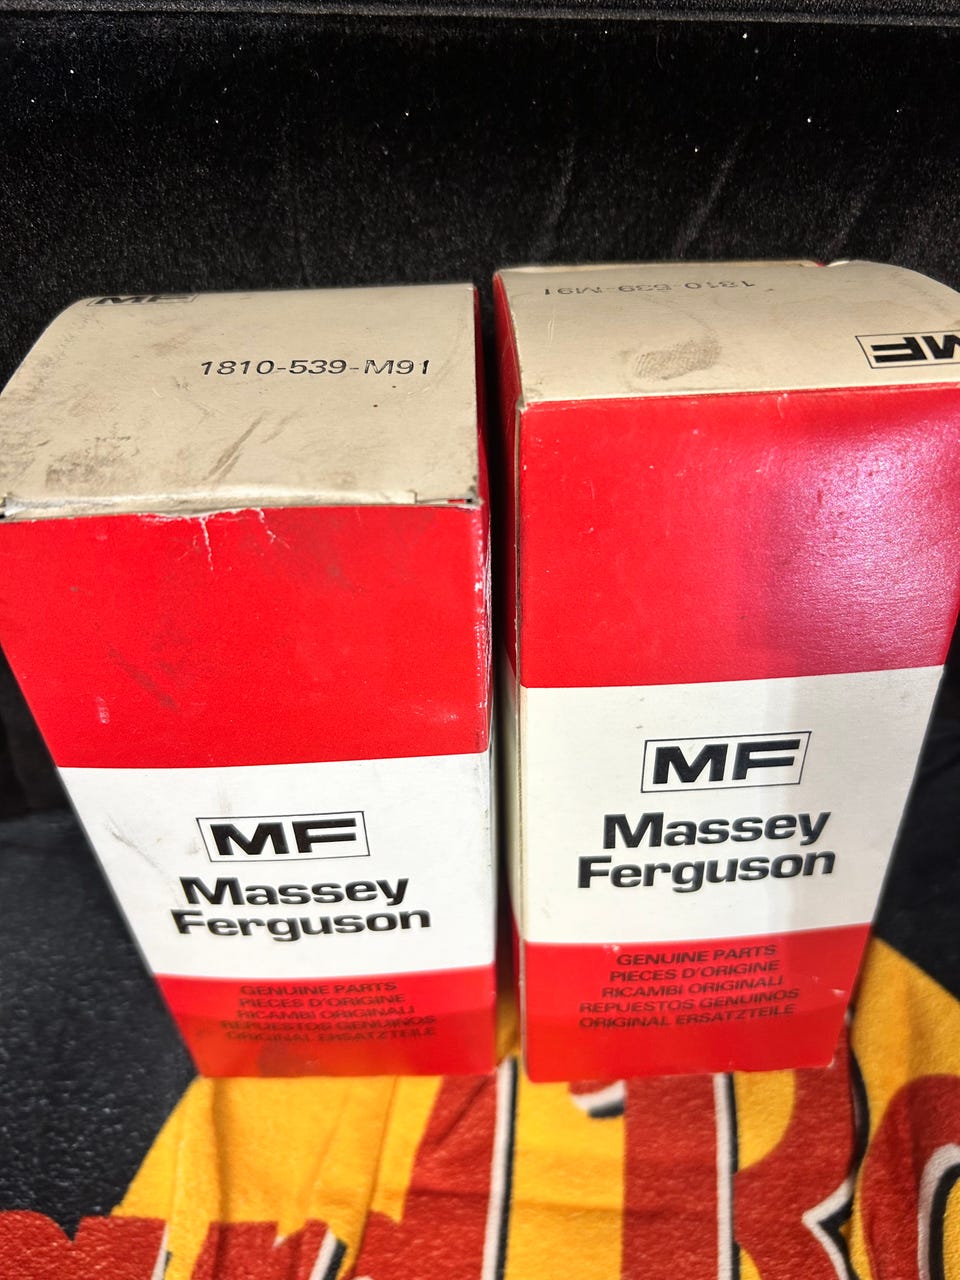 MF
1810-539-M91
MF
Massey
Ferguson
GENUINE PARTS
PIECES D'ORIGINE
RICAMBI ORIGINALI
REPUESTOS GENUINOS
ORIGINAL ERSATZTEILE
1810-539-M91
MF
MF
Massey
Ferguson
GENUINE PARTS
PIECES D'ORIGINE
RICAMBI ORIGINALI
REPUESTOS GENUINOS
ORIGINAL ERSATZTEILE